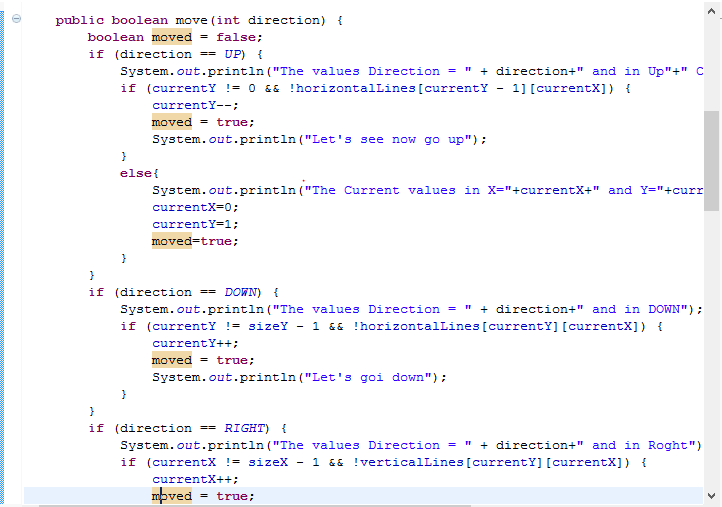 public boolean move(int direction) {
boolean moved = false;
if (direction == UP) {
System.out.println("The values Direction = " + direction+" and in Up"+" C
if (currentY != 0 && !horizontalLines[currentY - 1][currentX]) {
currentY--;
moved = true;
System.out.println("Let's see now go up");
}
else{
System.out.println("The Current values in X="+currentX+" and Y="+curr
currentX=0;
currentY=1;
moved=true;
}
}
if (direction == DOWN) {
System.out.println("The values Direction = " + direction+" and in DOWN");
if (currentY != sizeY - 1 && !horizontalLines[currentY][currentX]) {
currentY++;
moved = true;
System.out.println("Let's goi down");
}
}
if (direction == RIGHT) {
System.out.println("The values Direction = " + direction+" and in Roght")
if (currentX != sizeX - 1 && !verticalLines[currentY][currentX]) {
currentX++;
moved = true;